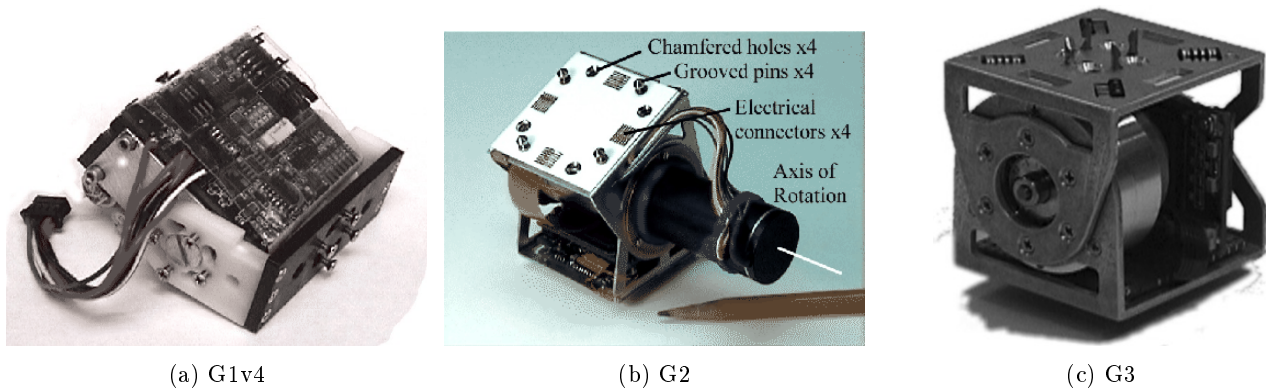 Chamfered holes x4
Grooved pins x4
Electrical
connectors x4
Axis of
Rotation
(a) G1v4
(b) G2
(c) G3